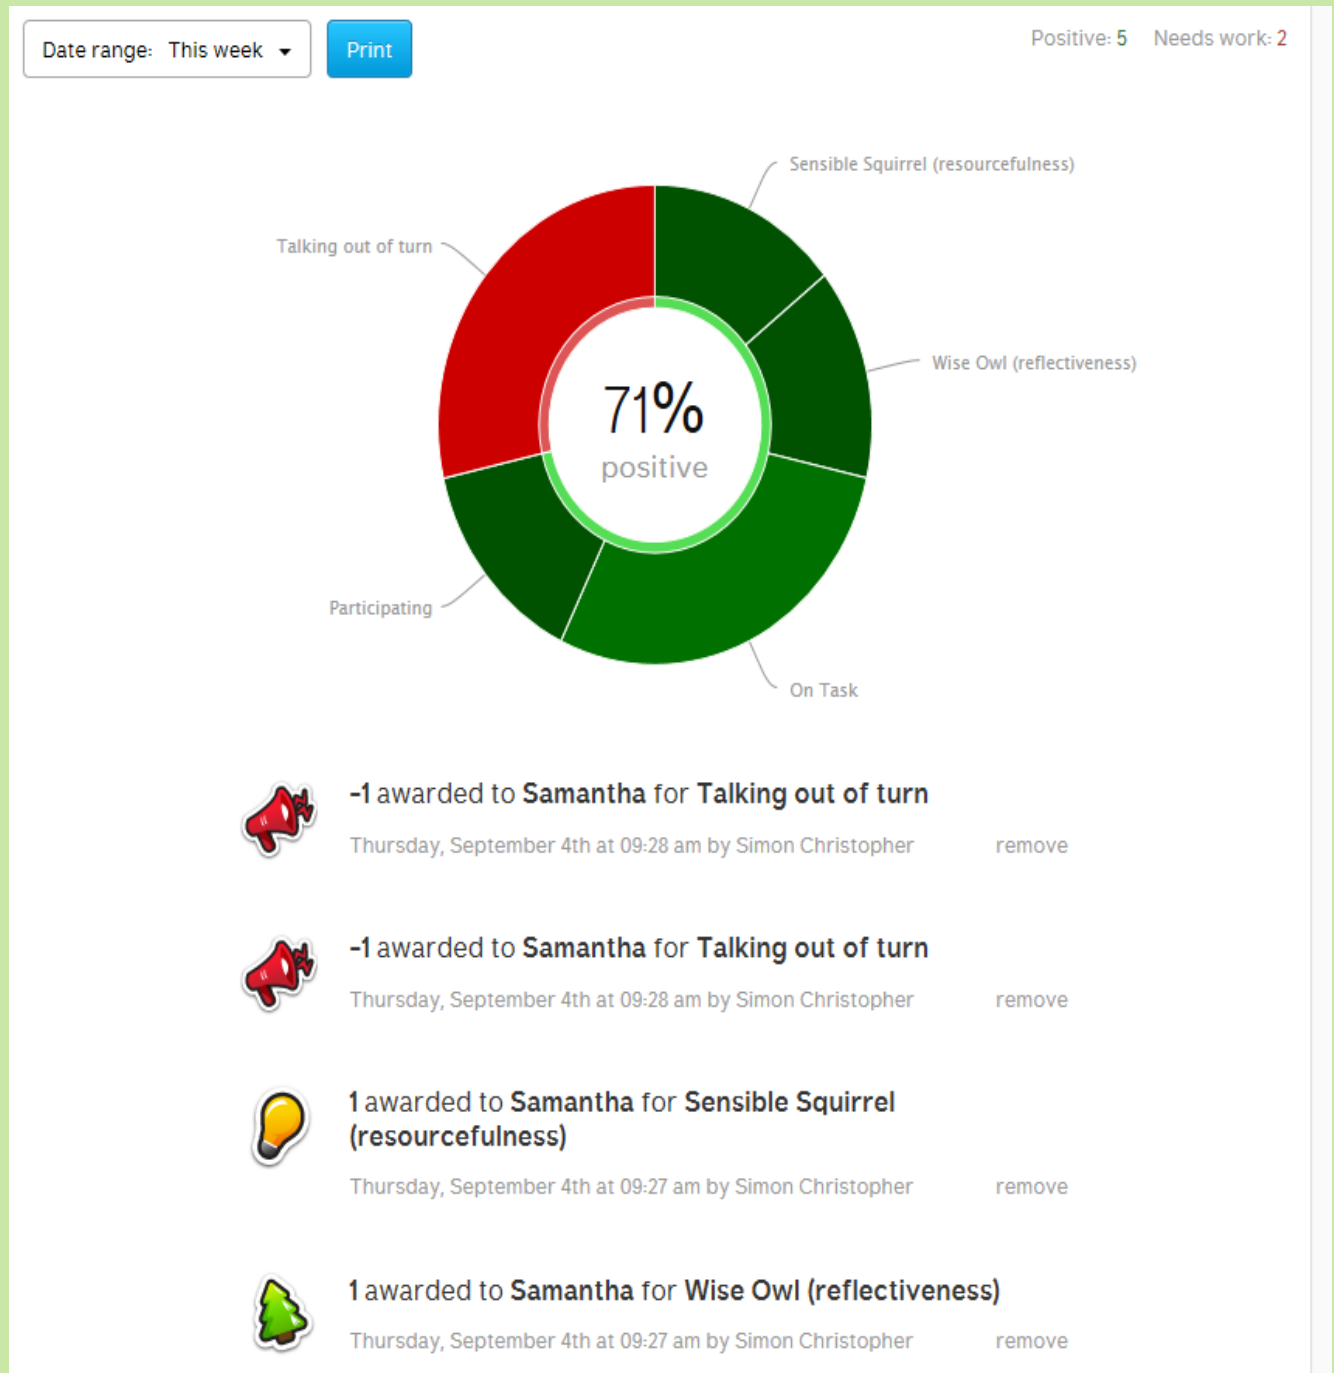 Date range: This week
Print
Positive: 5 Needs work: 2
Sensible Squirrel (resourcefulness)
Talking out of turn
Wise Owl (reflectiveness)
71%
positive
Participating
On Task
-1 awarded to Samantha for Talking out of turn
Thursday, September 4th at 09:28 am by Simon Christopher remove
-1 awarded to Samantha for Talking out of turn
Thursday, September 4th at 09:28 am by Simon Christopher remove
1 awarded to Samantha for Sensible Squirrel
(resourcefulness)
Thursday, September 4th at 09:27 am by Simon Christopher remove
1 awarded to Samantha for Wise Owl (reflectiveness)
Thursday, September 4th at 09:27 am by Simon Christopher remove